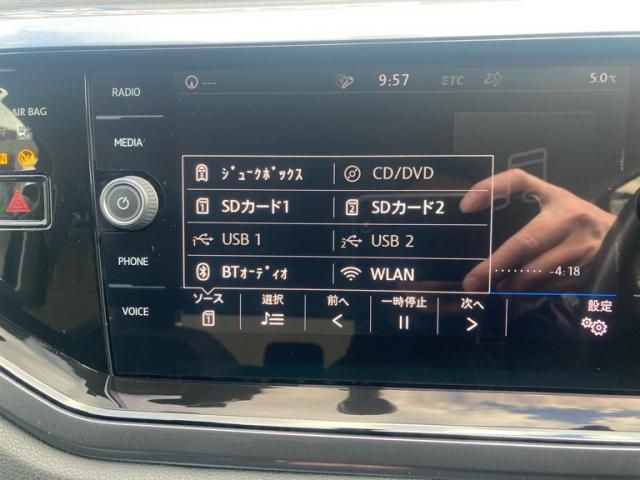 9:57 ETC 5.0℃
AIR BAG
RADIO
MEDIA
PHONE
VOICE
ｼﾞｭｰｸﾎﾞｯｸｽ CD/DVD
SDカード1 SDカード2
USB 1 USB 2
BTｵｰﾃﾞｨｵ WLAN
-4:18
ソース 選択 前へ 一時停止 次へ 設定